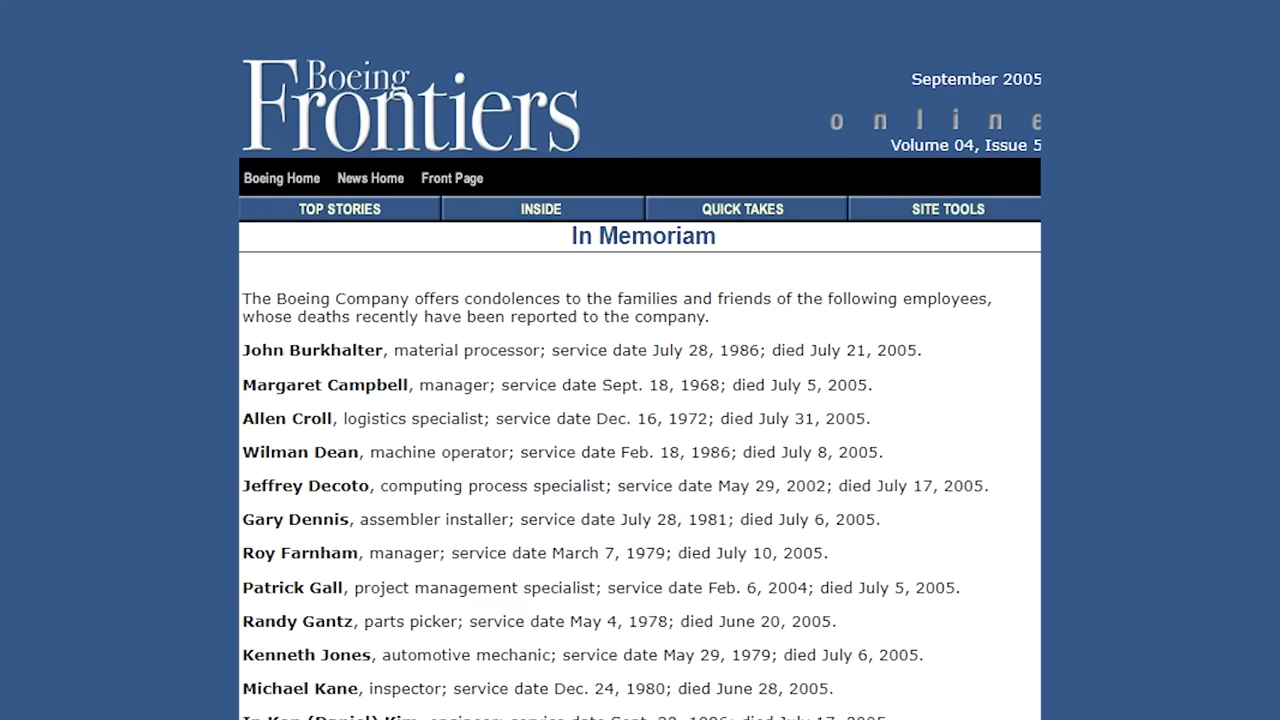 Boeing
Frontiers
September 2005
online
Volume 04, Issue 5
Boeing Home News Home Front Page
TOP STORIES INSIDE QUICK TAKES SITE TOOLS
In Memoriam
The Boeing Company offers condolences to the families and friends of the following employees,
whose deaths recently have been reported to the company.
John Burkhalter, material processor; service date July 28, 1986; died July 21, 2005.
Margaret Campbell, manager; service date Sept. 18, 1968; died July 5, 2005.
Allen Croll, logistics specialist; service date Dec. 16, 1972; died July 31, 2005.
Wilman Dean, machine operator; service date Feb. 18, 1986; died July 8, 2005.
Jeffrey Decoto, computing process specialist; service date May 29, 2002; died July 17, 2005.
Gary Dennis, assembler installer; service date July 28, 1981; died July 6, 2005.
Roy Farnham, manager; service date March 7, 1979; died July 10, 2005.
Patrick Gall, project management specialist; service date Feb. 6, 2004; died July 5, 2005.
Randy Gantz, parts picker; service date May 4, 1978; died June 20, 2005.
Kenneth Jones, automotive mechanic; service date May 29, 1979; died July 6, 2005.
Michael Kane, inspector; service date Dec. 24, 1980; died June 28, 2005.